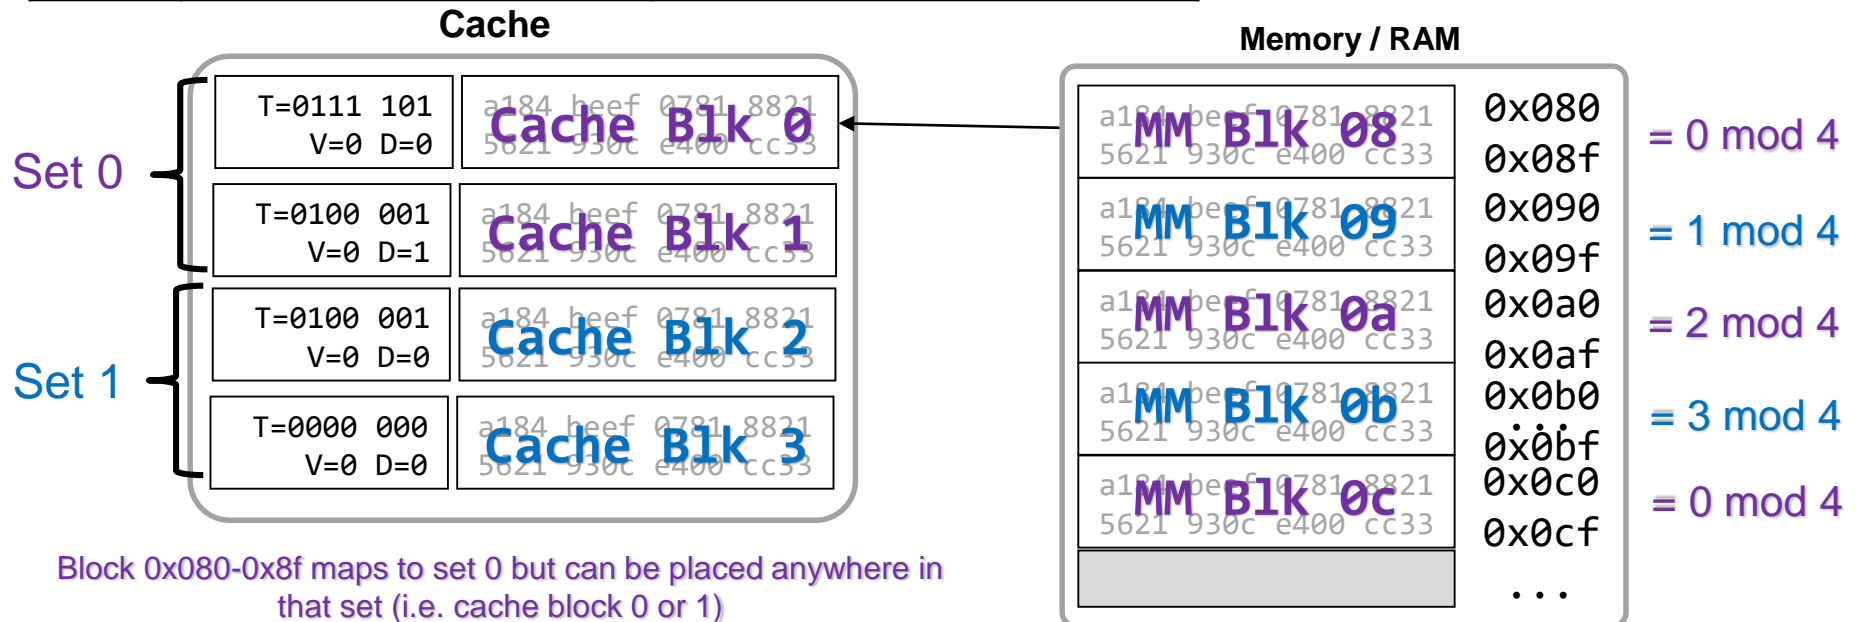 Cache
Memory / RAM
Set 0
T=0111 101
V=0 D=0
a184 beef 0781 8821
5621 930c e400 cc33
Cache Blk 0
T=0100 001
V=0 D=1
a184 beef 0781 8821
5621 930c e400 cc33
Cache Blk 1
Set 1
T=0100 001
V=0 D=0
a184 beef 0781 8821
5621 930c e400 cc33
Cache Blk 2
T=0000 000
V=0 D=0
a184 beef 0781 8821
5621 930c e400 cc33
Cache Blk 3
Block 0x080-0x8f maps to set 0 but can be placed anywhere in
that set (i.e. cache block 0 or 1)
a184 beef 0781 8821
5621 930c e400 cc33
MM Blk 08
0x080
0x08f
= 0 mod 4
a184 beef 0781 8821
5621 930c e400 cc33
MM Blk 09
0x090
0x09f
= 1 mod 4
a184 beef 0781 8821
5621 930c e400 cc33
MM Blk 0a
0x0a0
0x0af
= 2 mod 4
a184 beef 0781 8821
5621 930c e400 cc33
MM Blk 0b
0x0b0
...
0x0bf
= 3 mod 4
a184 beef 0781 8821
5621 930c e400 cc33
MM Blk 0c
0x0c0
0x0cf
= 0 mod 4
...